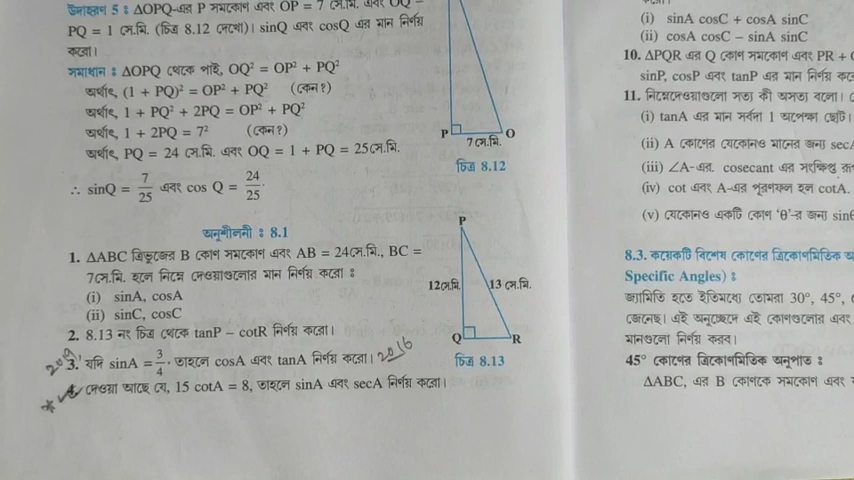 উদাহরণ 5 : ΔOPQ-এর P সমকোণ এবং OP = 7 সে.মি. এবং OQ –
PQ = 1 সে.মি. (চিত্র 8.12 দেখো)। sinQ এবং cosQ এর মান নির্ণয়
করো।
সমাধান : ΔOPQ থেকে পাই, OQ² = OP² + PQ²
অর্থাৎ, (1 + PQ)² = OP² + PQ² (কেন?)
অর্থাৎ, 1 + PQ² + 2PQ = OP² + PQ²
অর্থাৎ, 1 + 2PQ = 7² (কেন?)
অর্থাৎ, PQ = 24 সে.মি. এবং OQ = 1 + PQ = 25সে.মি.
∴ sinQ = 7/25 এবং cos Q = 24/25.
P O
7 সে.মি.
চিত্র 8.12
অনুশীলনী : 8.1
1. ΔABC ত্রিভুজের B কোণ সমকোণ এবং AB = 24সে.মি., BC =
7সে.মি. হলে নিম্নে দেওয়াগুলোর মান নির্ণয় করো :
(i) sinA, cosA
(ii) sinC, cosC
2. 8.13 নং চিত্র থেকে tanP – cotR নির্ণয় করো।
3. যদি sinA = 3/4. তাহলে cosA এবং tanA নির্ণয় করো। 2016
4. দেওয়া আছে যে, 15 cotA = 8, তাহলে sinA এবং secA নির্ণয় করো।
P
12সে.মি. 13 সে.মি.
Q R
চিত্র 8.13
(i) sinA cosC + cosA sinC
(ii) cosA cosC – sinA sinC
10. ΔPQR এর Q কোণ সমকোণ এবং PR +
sinP, cosP এবং tanP এর মান নির্ণয়
11. নিম্নেদেওয়াগুলো সত্য কী অসত্য বলো।
(i) tanA এর মান সর্বদা 1 অপেক্ষা ছোট।
(ii) A কোণের যেকোনও মানের জন্য
(iii) ∠A-এর. cosecant এর সংক্ষিপ্ত
(iv) cot এবং A-এর পূরণফল হল cotA.
(v) যেকোনও একটি কোণ ‘θ’-র জন্য
8.3. কয়েকটি বিশেষ কোণের ত্রিকোণমিতিক
Specific Angles) :
জ্যামিতি হতে ইতিমধ্যে তোমরা 30°, 45°,
জেনেছ। এই অনুচ্ছেদে এই কোণগুলোর এবং
মানগুলো নির্ণয় করব।
45° কোণের ত্রিকোণমিতিক অনুপাত :
ΔABC, এর B কোণকে সমকোণ এবং